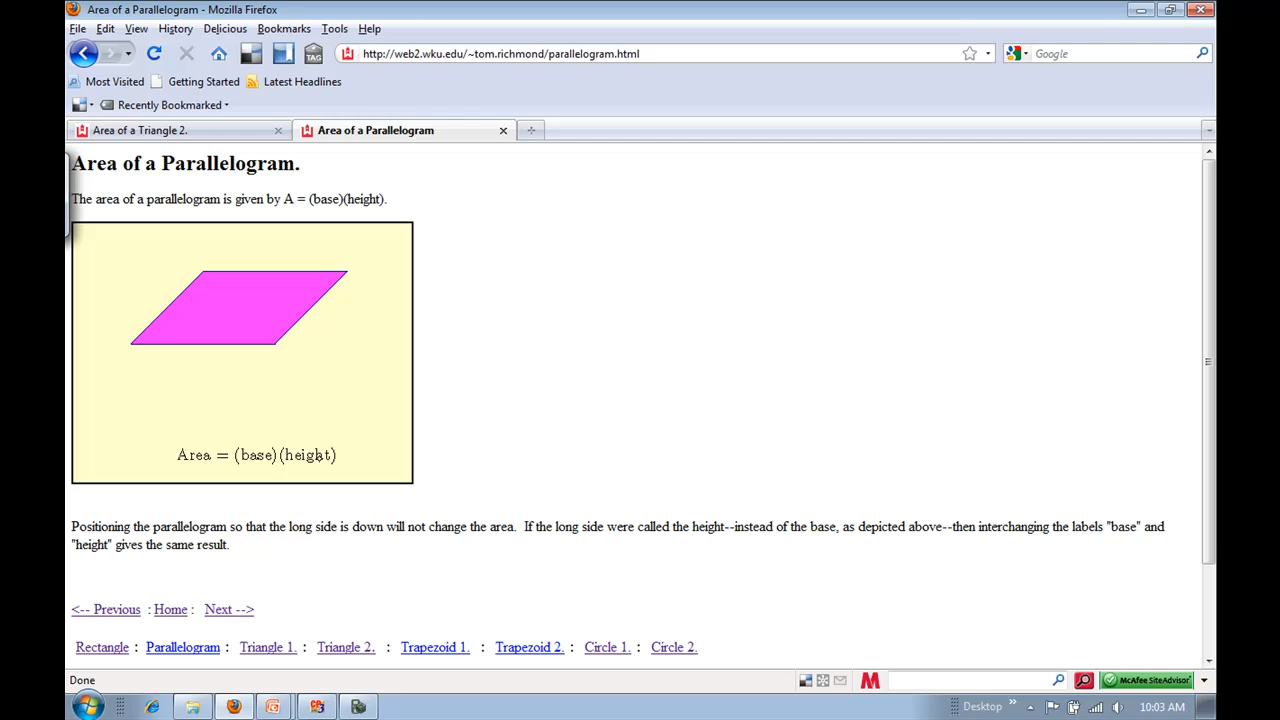 Area of a Parallelogram - Mozilla Firefox
File Edit View History Delicious Bookmarks Tools Help
TAG http://web2.wku.edu/~tom.richmond/parallelogram.html Google
Most Visited Getting Started Latest Headlines
Recently Bookmarked
Area of a Triangle 2. Area of a Parallelogram
Area of a Parallelogram.
The area of a parallelogram is given by A = (base)(height).
Area = (base)(height)
Positioning the parallelogram so that the long side is down will not change the area. If the long side were called the height--instead of the base, as depicted above--then interchanging the labels "base" and
"height" gives the same result.
<-- Previous : Home : Next -->
Rectangle : Parallelogram : Triangle 1. : Triangle 2. : Trapezoid 1. : Trapezoid 2. : Circle 1. : Circle 2.
Done McAfee SiteAdvisor
Desktop 10:03 AM